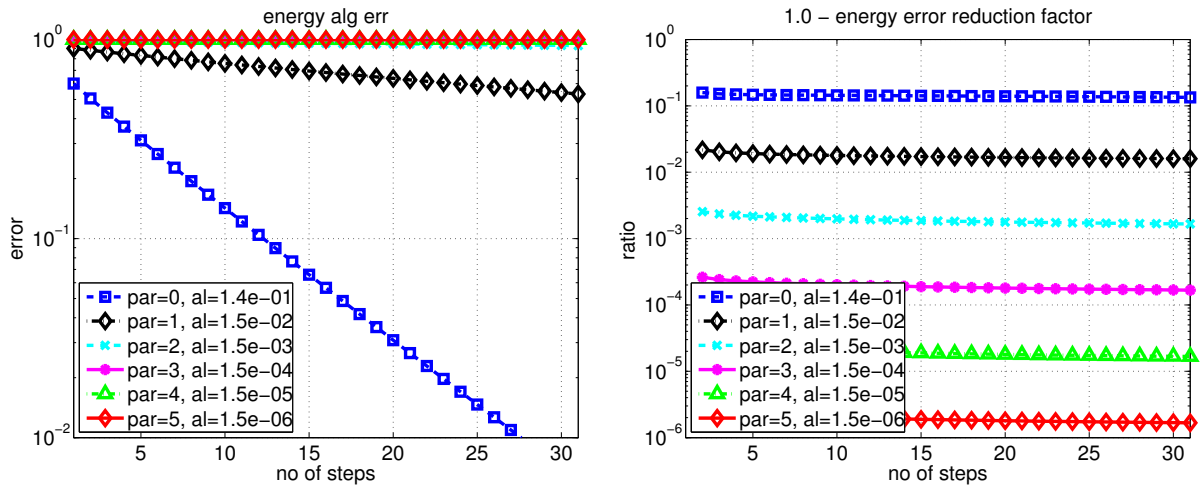 energy alg err
10^0
10^-1
10^-2
error
5
10
15
20
25
30
no of steps
par=0, al=1.4e−01
par=1, al=1.5e−02
par=2, al=1.5e−03
par=3, al=1.5e−04
par=4, al=1.5e−05
par=5, al=1.5e−06
1.0 − energy error reduction factor
10^0
10^-1
10^-2
10^-3
10^-4
10^-5
10^-6
ratio
5
10
15
20
25
30
no of steps
par=0, al=1.4e−01
par=1, al=1.5e−02
par=2, al=1.5e−03
par=3, al=1.5e−04
par=4, al=1.5e−05
par=5, al=1.5e−06